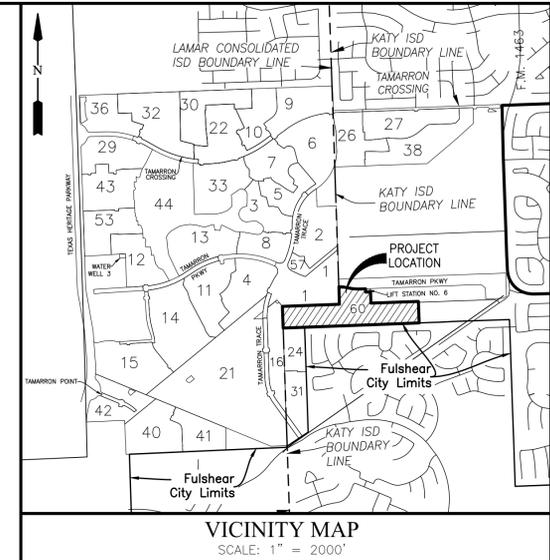 LAMAR CONSOLIDATED
ISD BOUNDARY LINE
KATY ISD
BOUNDARY LINE
TAMARRON
CROSSING
F.M. 1463
N
36
32
30
22
10
9
6
26
27
38
29
TAMARRON
CROSSING
7
33
5
3
43
44
TEXAS HERITAGE PARKWAY
KATY ISD
BOUNDARY LINE
53
13
8
TAMARRON
TRACE
2
57
1
PROJECT
LOCATION
WATER
WELL 3
12
TAMARRON
PKWY
11
4
1
TAMARRON PKWY
LIFT STATION NO. 6
60
14
15
21
TAMARRON TRACE
16
24
31
Fulshear
City Limits
TAMARRON POINT
42
40
41
KATY ISD
BOUNDARY
LINE
Fulshear
City Limits
VICINITY MAP
SCALE: 1" = 2000'